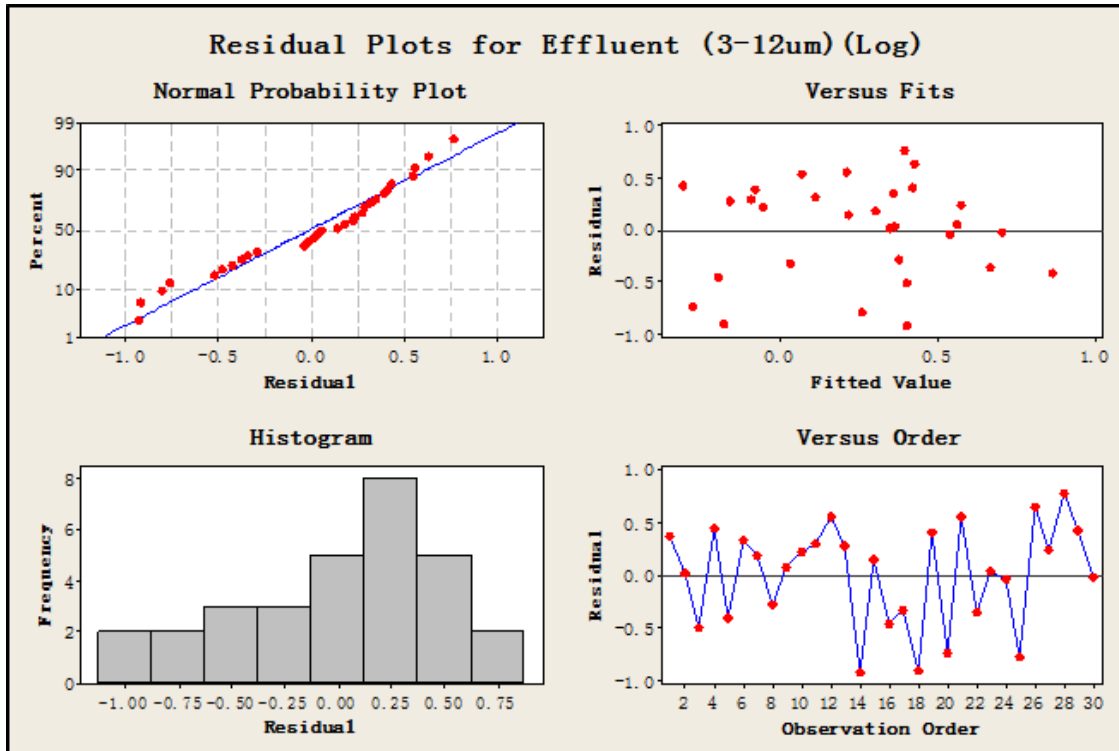 Residual Plots for Effluent (3-12um)(Log)
Normal Probability Plot
Percent
99
90
50
10
1
-1.0 -0.5 0.0 0.5 1.0
Residual
Versus Fits
Residual
1.0
0.5
0.0
-0.5
-1.0
0.0 0.5 1.0
Fitted Value
Histogram
Frequency
8
6
4
2
0
-1.00 -0.75 -0.50 -0.25 0.00 0.25 0.50 0.75
Residual
Versus Order
Residual
1.0
0.5
0.0
-0.5
-1.0
2 4 6 8 10 12 14 16 18 20 22 24 26 28 30
Observation Order